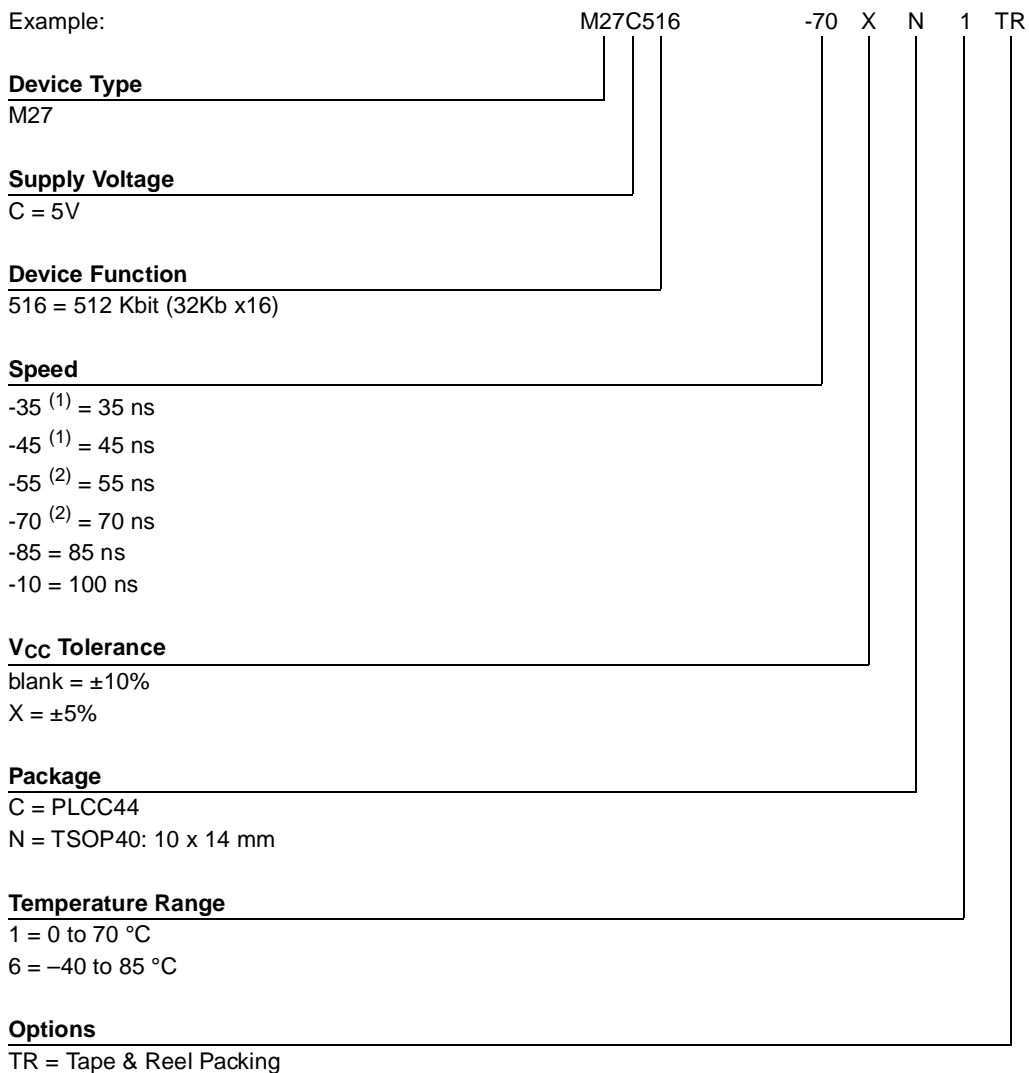 Example: M27C516 -70 X N 1 TR
Device Type
M27
Supply Voltage
C = 5V
Device Function
516 = 512 Kbit (32Kb x16)
Speed
-35 (1) = 35 ns
-45 (1) = 45 ns
-55 (2) = 55 ns
-70 (2) = 70 ns
-85 = 85 ns
-10 = 100 ns
VCC Tolerance
blank = ±10%
X = ±5%
Package
C = PLCC44
N = TSOP40: 10 x 14 mm
Temperature Range
1 = 0 to 70 °C
6 = –40 to 85 °C
Options
TR = Tape & Reel Packing